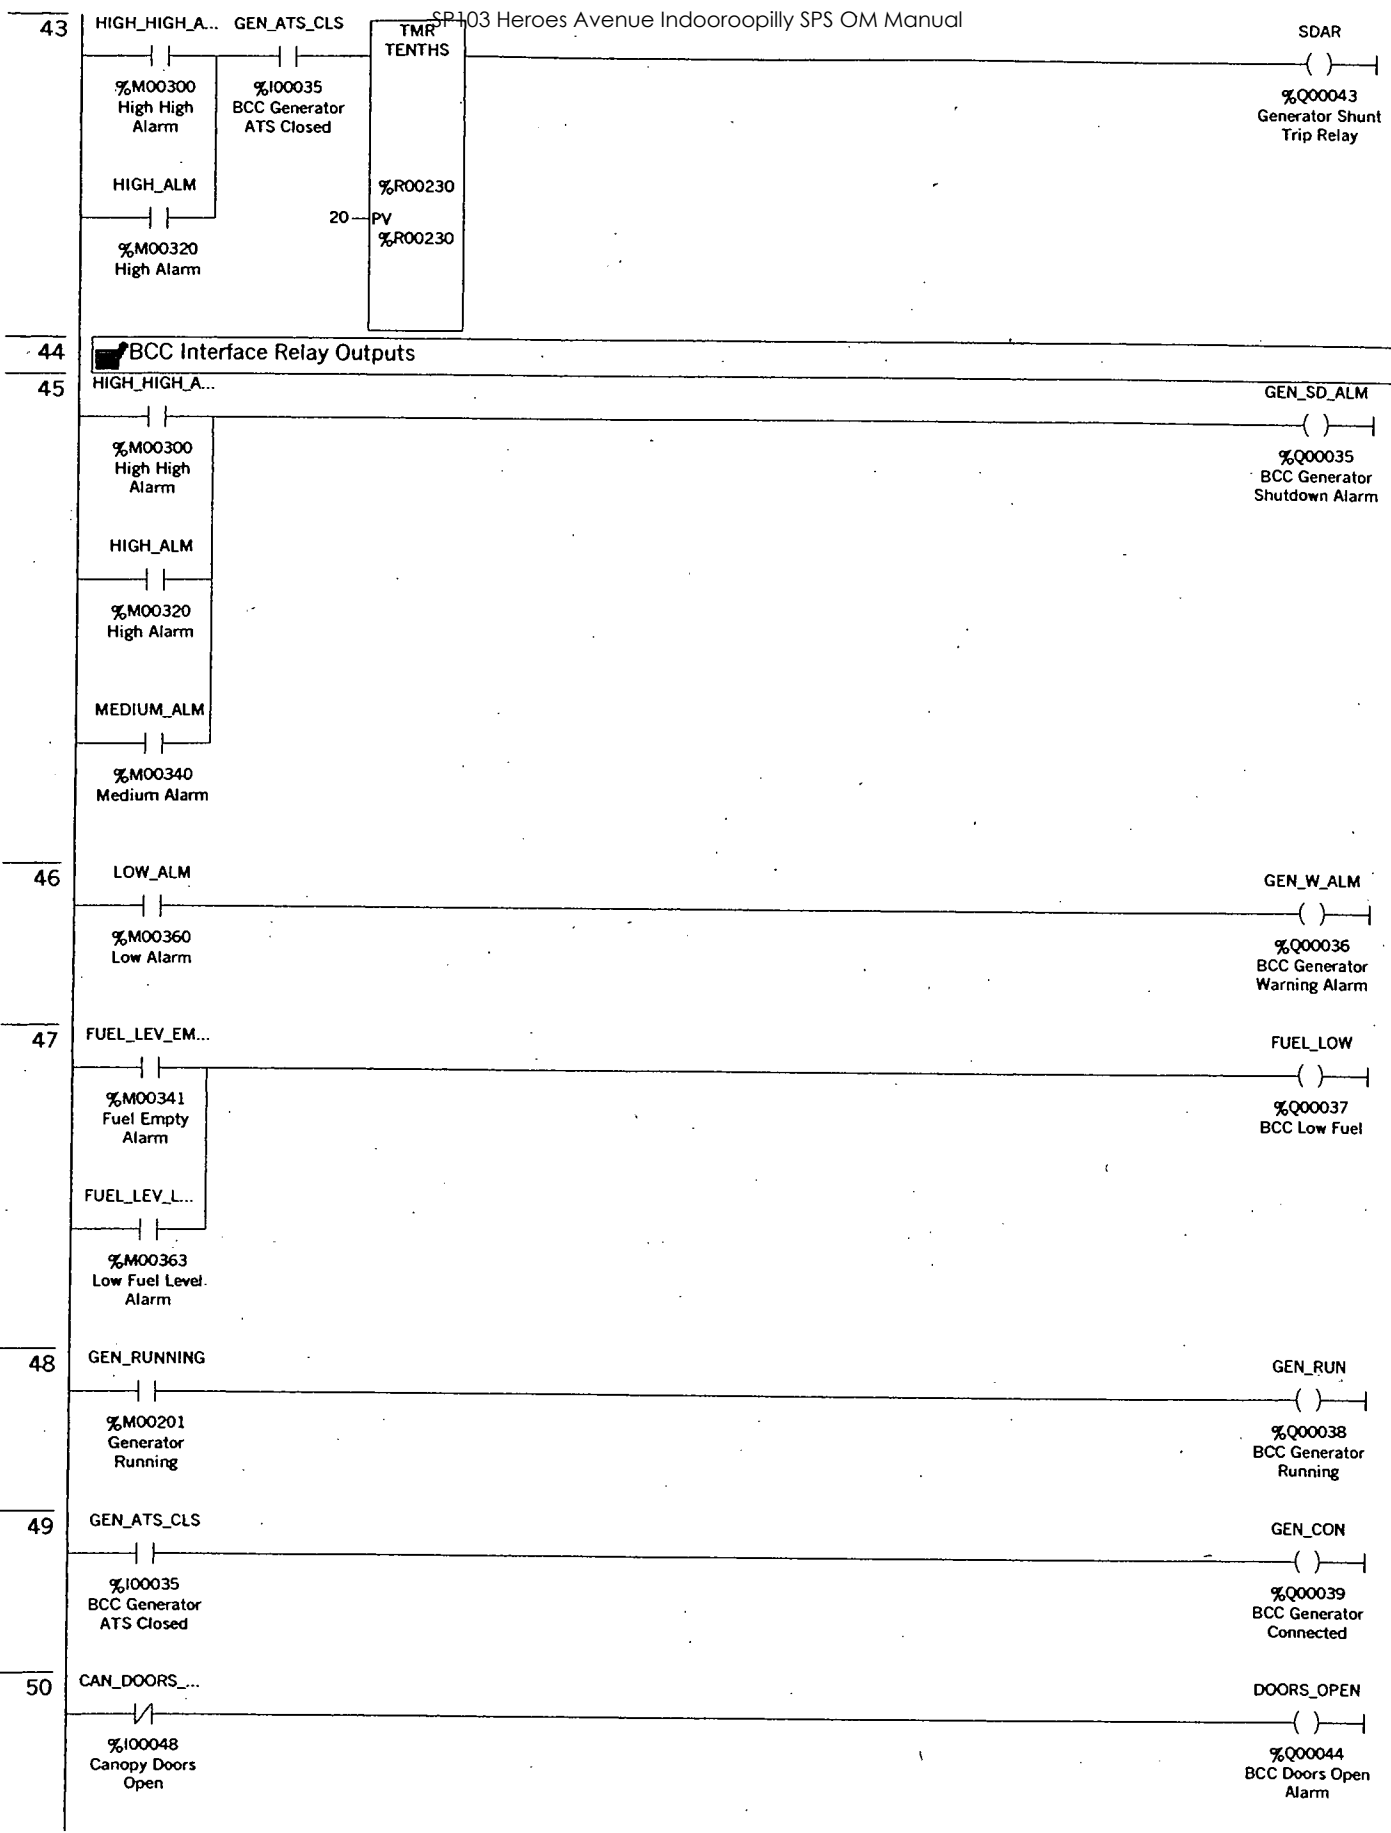 SP103 Heroes Avenue Indooroopilly SPS OM Manual
43
HIGH_HIGH_A...
GEN_ATS_CLS
TMR
TENTHS
SDAR
%M00300
High High
Alarm
%I00035
BCC Generator
ATS Closed
%Q00043
Generator Shunt
Trip Relay
HIGH_ALM
%R00230
20
PV
%R00230
%M00320
High Alarm
44
BCC Interface Relay Outputs
45
HIGH_HIGH_A...
GEN_SD_ALM
%M00300
High High
Alarm
%Q00035
BCC Generator
Shutdown Alarm
HIGH_ALM
%M00320
High Alarm
MEDIUM_ALM
%M00340
Medium Alarm
46
LOW_ALM
GEN_W_ALM
%M00360
Low Alarm
%Q00036
BCC Generator
Warning Alarm
47
FUEL_LEV_EM...
FUEL_LOW
%M00341
Fuel Empty
Alarm
%Q00037
BCC Low Fuel
FUEL_LEV_L...
%M00363
Low Fuel Level
Alarm
48
GEN_RUNNING
GEN_RUN
%M00201
Generator
Running
%Q00038
BCC Generator
Running
49
GEN_ATS_CLS
GEN_CON
%I00035
BCC Generator
ATS Closed
%Q00039
BCC Generator
Connected
50
CAN_DOORS_...
DOORS_OPEN
%I00048
Canopy Doors
Open
%Q00044
BCC Doors Open
Alarm